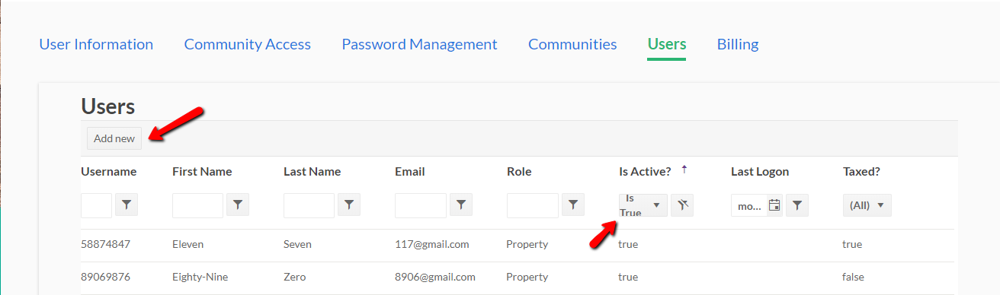 User Information Community Access Password Management Communities Users Billing
Users
Add new
Username First Name Last Name Email Role Is Active? Last Logon Taxed?
Is True mo... (All)
58874847 Eleven Seven 117@gmail.com Property true true
89069876 Eighty-Nine Zero 8906@gmail.com Property true false